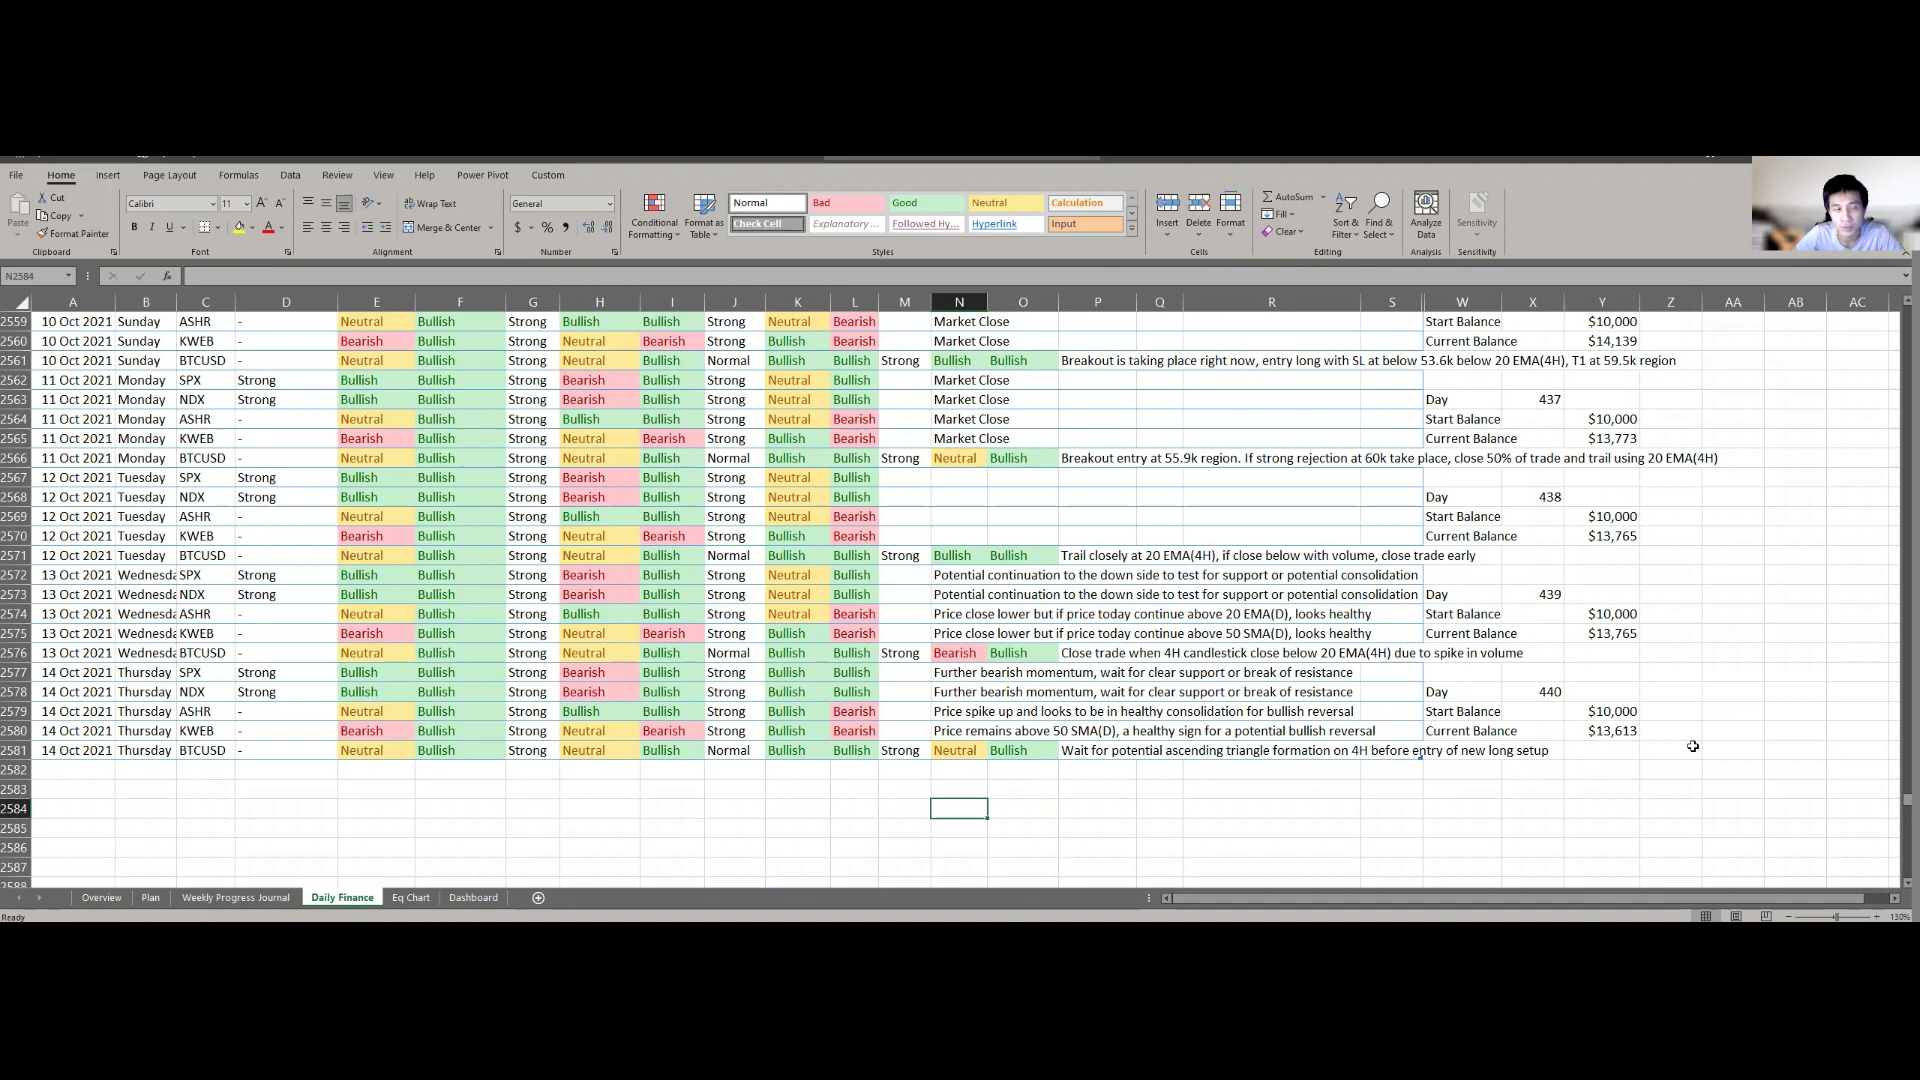 File Home Insert Page Layout Formulas Data Review View Help Power Pivot Custom
Cut
Copy
Format Painter
Paste
Calibri 11
General
Wrap Text
Merge & Center
Conditional Formatting
Format as Table
Normal Bad Good Neutral Calculation
Check Cell Explanatory ... Followed Hy... Hyperlink Input
Insert Delete Format
AutoSum
Fill
Clear
Sort & Filter
Find & Select
Analyze Data
Sensitivity
Clipboard Font Alignment Number Styles Cells Editing Analysis Sensitivity
N2584
A B C D E F G H I J K L M N O P Q R S W X Y Z AA AB AC
2559 10 Oct 2021 Sunday ASHR - Neutral Bullish Strong Bullish Bullish Strong Neutral Bearish Market Close Start Balance $10,000
2560 10 Oct 2021 Sunday KWEB - Bearish Bullish Strong Neutral Bearish Strong Bullish Bearish Market Close Current Balance $14,139
2561 10 Oct 2021 Sunday BTCUSD - Neutral Bullish Strong Neutral Bullish Normal Bullish Bullish Strong Bullish Bullish Breakout is taking place right now, entry long with SL at below 53.6k below 20 EMA(4H), T1 at 59.5k region
2562 11 Oct 2021 Monday SPX Strong Bullish Bullish Strong Bearish Bullish Strong Neutral Bullish Market Close
2563 11 Oct 2021 Monday NDX Strong Bullish Bullish Strong Bearish Bullish Strong Neutral Bullish Market Close Day 437
2564 11 Oct 2021 Monday ASHR - Neutral Bullish Strong Bullish Bullish Strong Neutral Bearish Market Close Start Balance $10,000
2565 11 Oct 2021 Monday KWEB - Bearish Bullish Strong Neutral Bearish Strong Bullish Bearish Market Close Current Balance $13,773
2566 11 Oct 2021 Monday BTCUSD - Neutral Bullish Strong Neutral Bullish Normal Bullish Bullish Strong Neutral Bullish Breakout entry at 55.9k region. If strong rejection at 60k take place, close 50% of trade and trail using 20 EMA(4H)
2567 12 Oct 2021 Tuesday SPX Strong Bullish Bullish Strong Bearish Bullish Strong Neutral Bullish
2568 12 Oct 2021 Tuesday NDX Strong Bullish Bullish Strong Bearish Bullish Strong Neutral Bullish Day 438
2569 12 Oct 2021 Tuesday ASHR - Neutral Bullish Strong Bullish Bullish Strong Neutral Bearish Start Balance $10,000
2570 12 Oct 2021 Tuesday KWEB - Bearish Bullish Strong Neutral Bearish Strong Bullish Bearish Current Balance $13,765
2571 12 Oct 2021 Tuesday BTCUSD - Neutral Bullish Strong Neutral Bullish Normal Bullish Bullish Strong Bullish Bullish Trail closely at 20 EMA(4H), if close below with volume, close trade early
2572 13 Oct 2021 Wednesda SPX Strong Bullish Bullish Strong Bearish Bullish Strong Neutral Bullish Potential continuation to the down side to test for support or potential consolidation
2573 13 Oct 2021 Wednesda NDX Strong Bullish Bullish Strong Bearish Bullish Strong Neutral Bullish Potential continuation to the down side to test for support or potential consolidation Day 439
2574 13 Oct 2021 Wednesda ASHR - Neutral Bullish Strong Bullish Bullish Strong Neutral Bearish Price close lower but if price today continue above 20 EMA(D), looks healthy Start Balance $10,000
2575 13 Oct 2021 Wednesda KWEB - Bearish Bullish Strong Neutral Bearish Strong Bullish Bearish Price close lower but if price today continue above 50 SMA(D), looks healthy Current Balance $13,765
2576 13 Oct 2021 Wednesda BTCUSD - Neutral Bullish Strong Neutral Bullish Normal Bullish Bullish Strong Bearish Bullish Close trade when 4H candlestick close below 20 EMA(4H) due to spike in volume
2577 14 Oct 2021 Thursday SPX Strong Bullish Bullish Strong Bearish Bullish Strong Bullish Bullish Further bearish momentum, wait for clear support or break of resistance
2578 14 Oct 2021 Thursday NDX Strong Bullish Bullish Strong Bearish Bullish Strong Bullish Bullish Further bearish momentum, wait for clear support or break of resistance Day 440
2579 14 Oct 2021 Thursday ASHR - Neutral Bullish Strong Bullish Bullish Strong Bullish Bearish Price spike up and looks to be in healthy consolidation for bullish reversal Start Balance $10,000
2580 14 Oct 2021 Thursday KWEB - Bearish Bullish Strong Neutral Bearish Strong Bullish Bearish Price remains above 50 SMA(D), a healthy sign for a potential bullish reversal Current Balance $13,613
2581 14 Oct 2021 Thursday BTCUSD - Neutral Bullish Strong Neutral Bullish Normal Bullish Bullish Strong Neutral Bullish Wait for potential ascending triangle formation on 4H before entry of new long setup
2582
2583
2584
2585
2586
2587
2588
Overview Plan Weekly Progress Journal Daily Finance Eq Chart Dashboard
Ready 130%